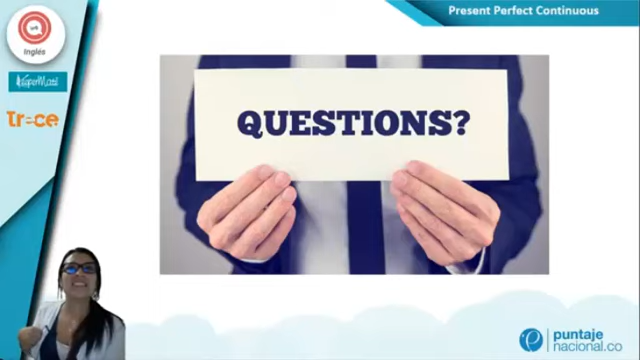 Present Perfect Continuous
Inglés
trece
QUESTIONS?
puntaje
nacional.co